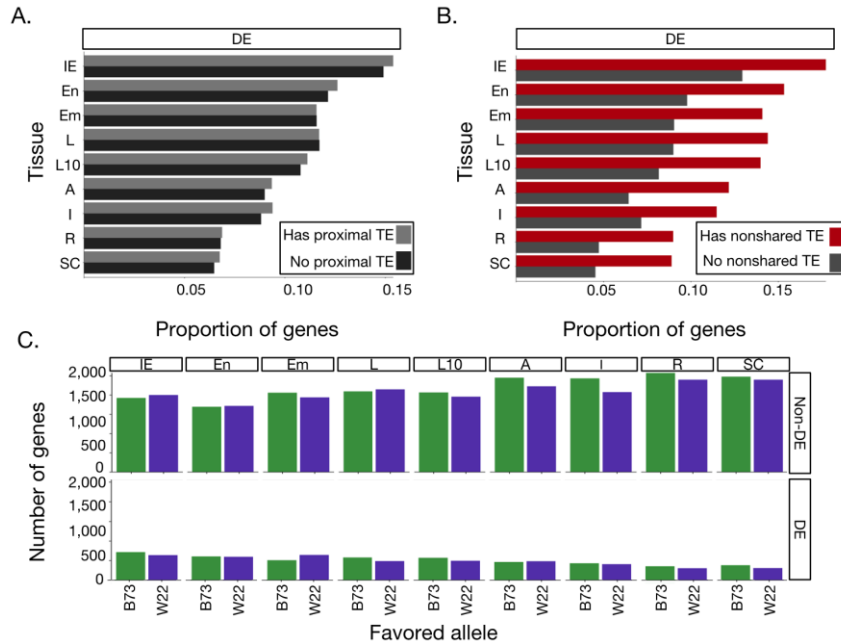 A.
DE
Tissue
IE
En
Em
L
L10
A
I
R
SC
Has proximal TE
No proximal TE
0.05
0.10
0.15
Proportion of genes
B.
DE
Tissue
IE
En
Em
L
L10
A
I
R
SC
Has nonshared TE
No nonshared TE
0.05
0.10
0.15
Proportion of genes
C.
IE
En
Em
L
L10
A
I
R
SC
Number of genes
2,000
1,500
1,000
500
0
Non-DE
2,000
1,500
1,000
500
0
DE
B73
W22
B73
W22
B73
W22
B73
W22
B73
W22
B73
W22
B73
W22
B73
W22
B73
W22
Favored allele